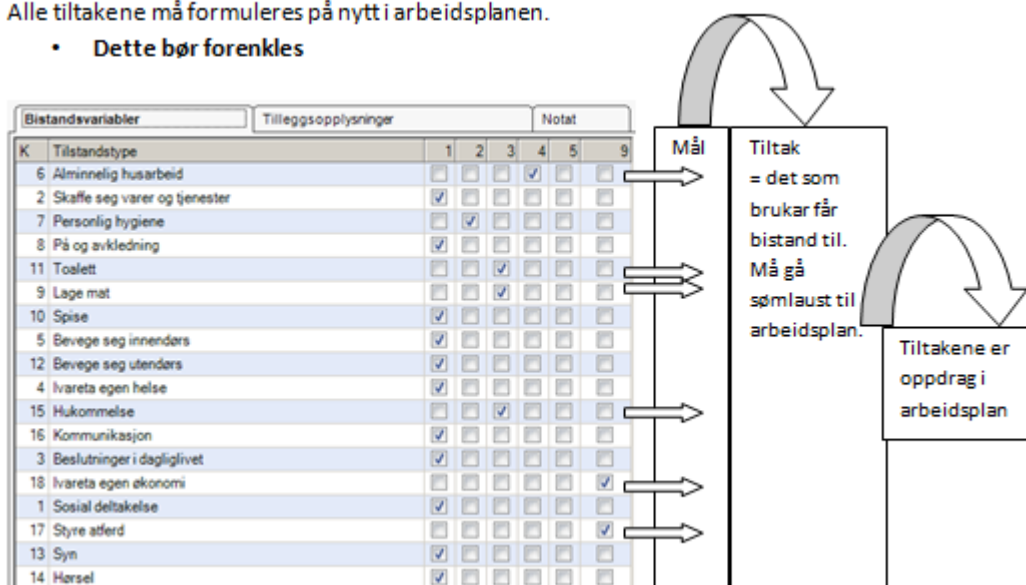 Alle tiltakene må formuleres på nytt i arbeidsplanen.
• Dette bør forenkles
Bistandsvariabler Tilleggsopplysninger Notat
K Tilstandstype 1 2 3 4 5 9
6 Alminnelig husarbeid
2 Skaffe seg varer og tjenester
7 Personlig hygiene
8 På og avkledning
11 Toalett
9 Lage mat
10 Spise
5 Bevege seg innendørs
12 Bevege seg utendørs
4 Ivareta egen helse
15 Hukommelse
16 Kommunikasjon
3 Beslutninger i dagliglivet
18 Ivareta egen økonomi
1 Sosial deltakelse
17 Styre atferd
13 Syn
14 Hørsel
Mål
Tiltak
= det som
brukar får
bistand til.
Må gå
sømlaust til
arbeidsplan.
Tiltakene er
oppdrag i
arbeidsplan